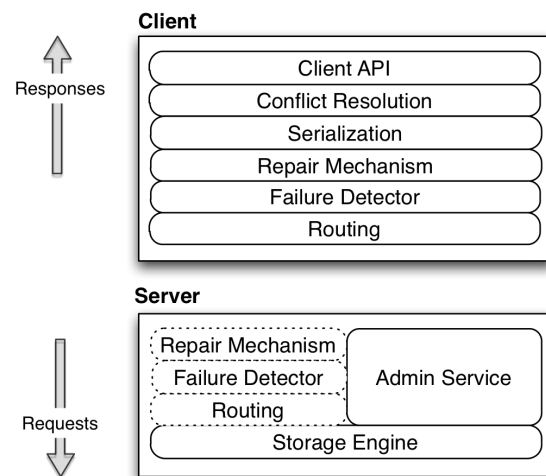 Client
Responses
Client API
Conflict Resolution
Serialization
Repair Mechanism
Failure Detector
Routing
Server
Requests
Repair Mechanism
Failure Detector
Routing
Admin Service
Storage Engine